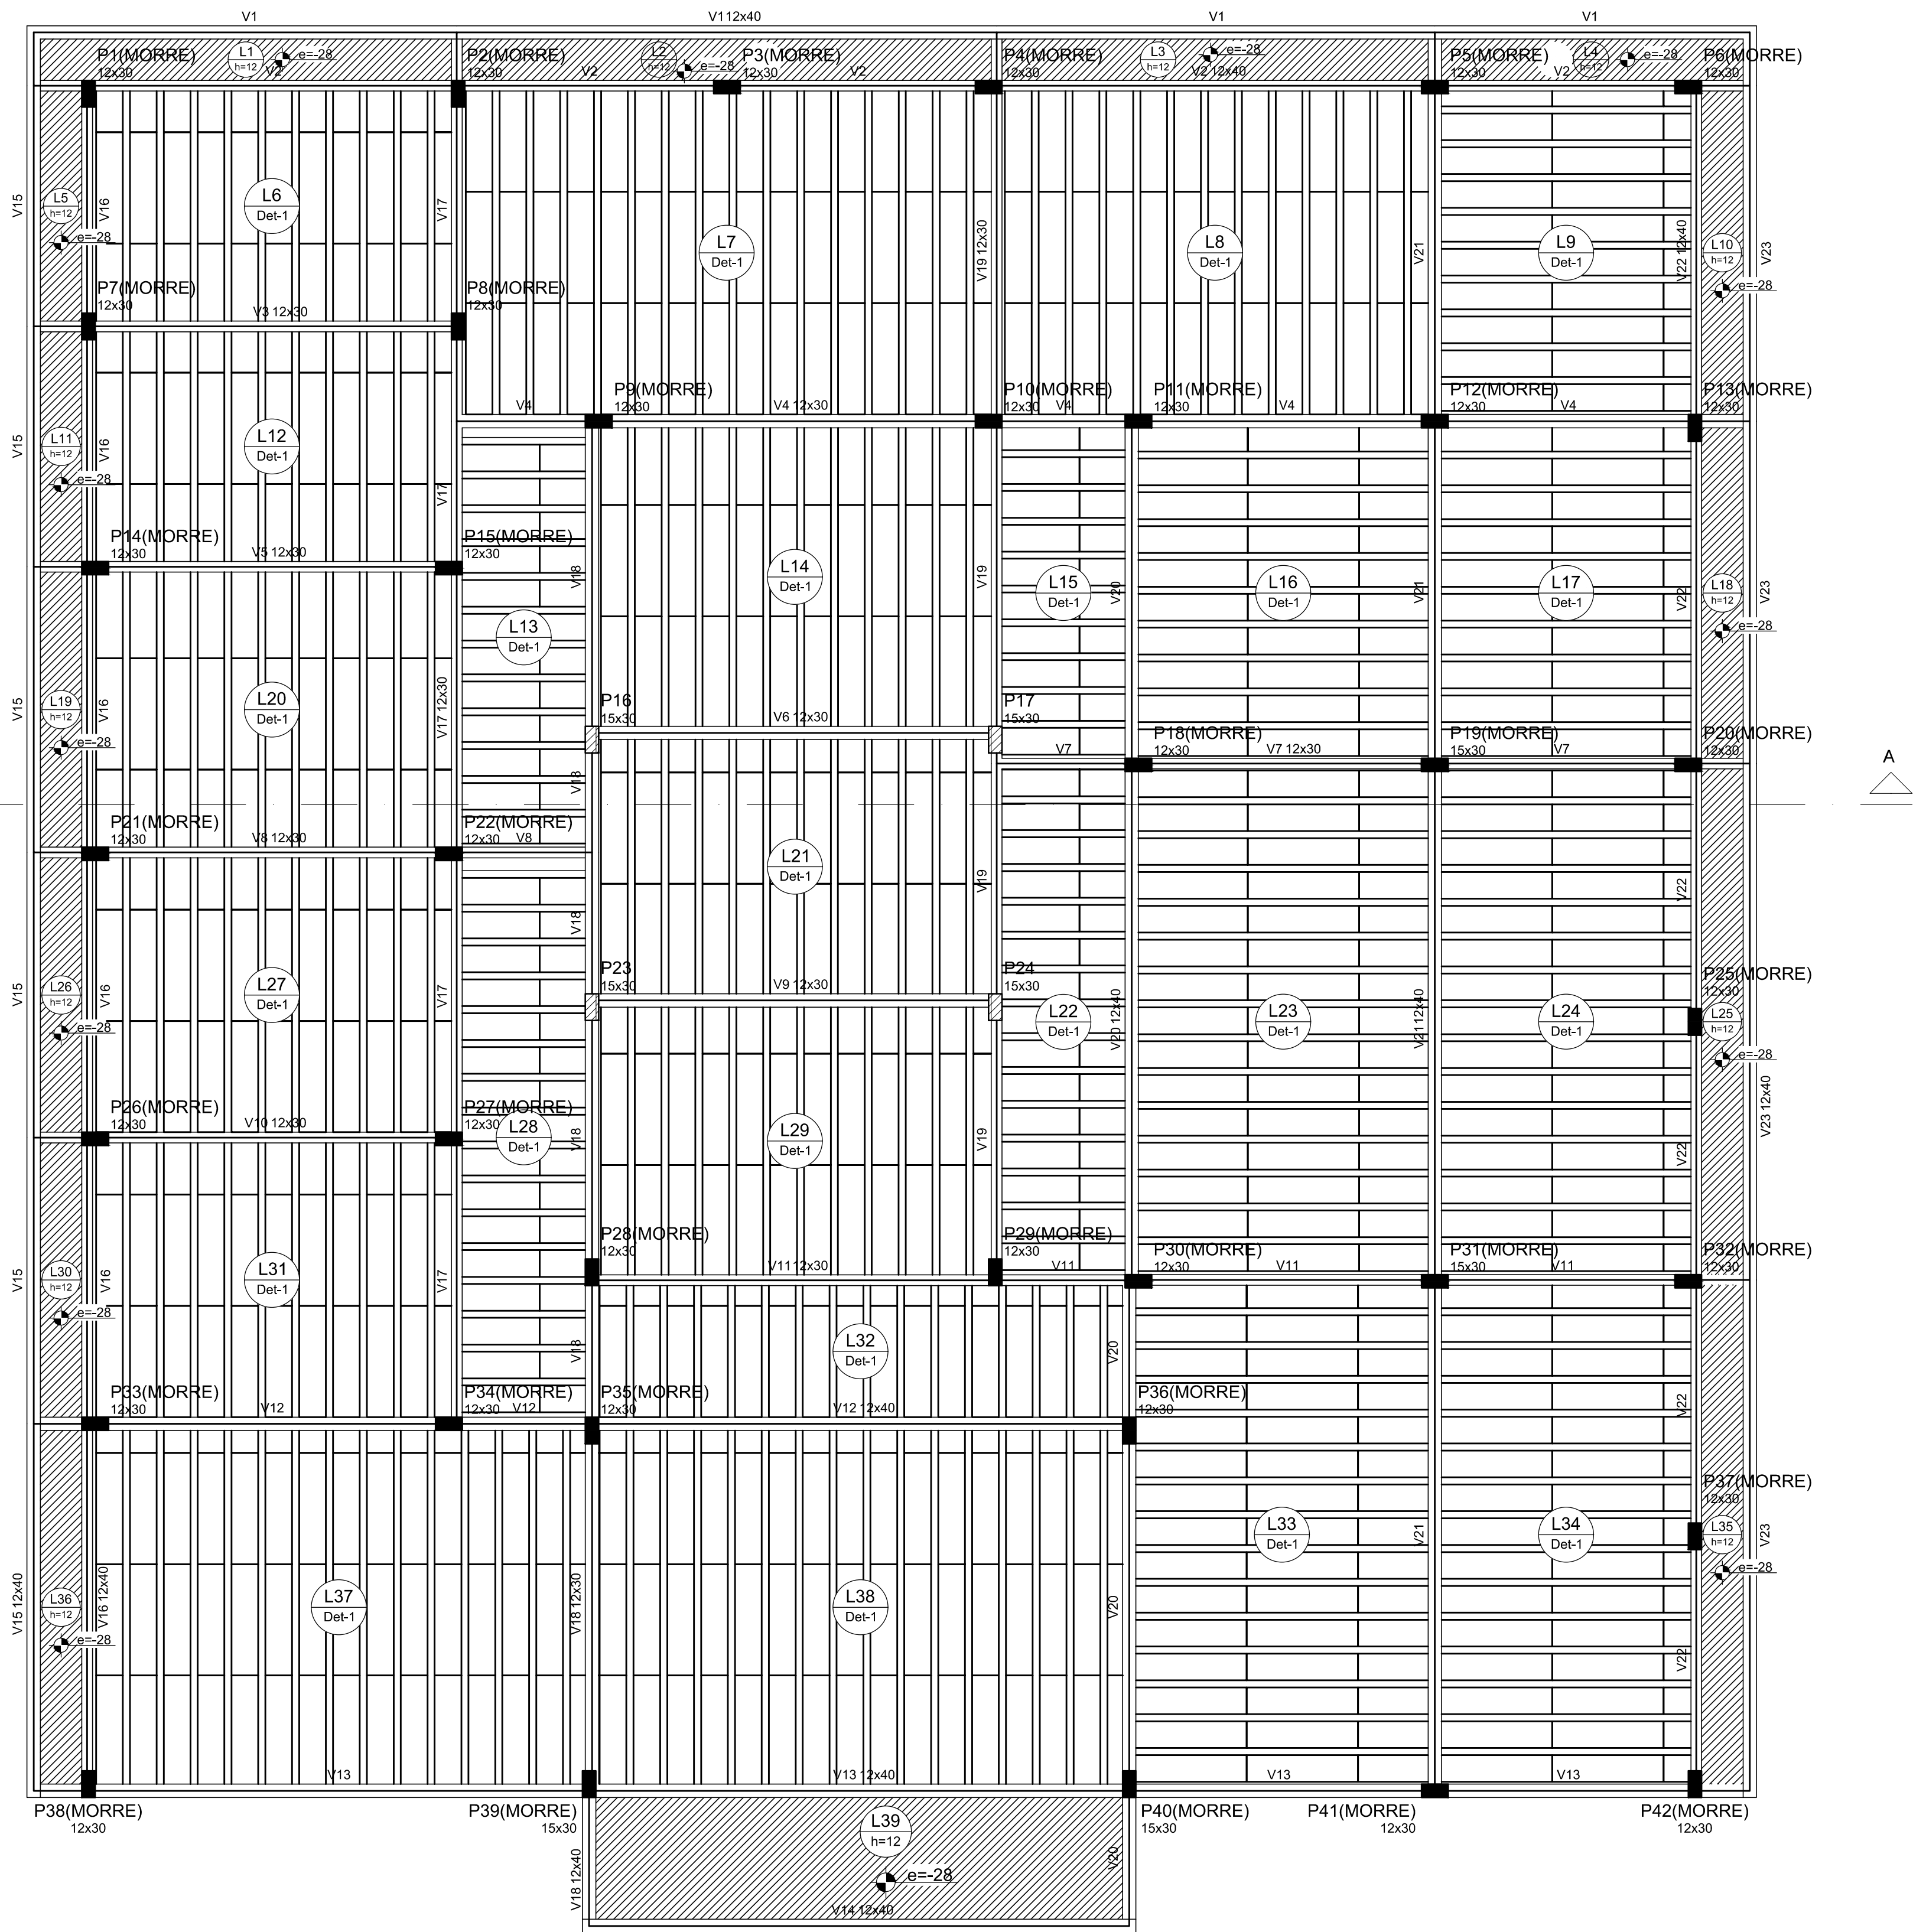 V1
V1 12x40
V1
V1
P1(MORRE)
12x30
L1
h=12
e=-28
V2
P2(MORRE)
12x30
V2
L2
h=12
e=-28
P3(MORRE)
12x30
V2
P4(MORRE)
12x30
L3
h=12
e=-28
V2 12x40
P5(MORRE)
12x30
V2
L4
h=12
e=-28
P6(MORRE)
12x30
V15
L5
h=12
e=-28
V16
L6
Det-1
V17
L7
Det-1
V19 12x30
L8
Det-1
V21
L9
Det-1
V22 12x40
L10
h=12
e=-28
V23
P7(MORRE)
12x30
V3 12x30
P8(MORRE)
12x30
P9(MORRE)
12x30
V4
V4 12x30
P10(MORRE)
12x30
V4
P11(MORRE)
12x30
V4
P12(MORRE)
12x30
V4
P13(MORRE)
12x30
V15
L11
h=12
e=-28
V16
L12
Det-1
V17
P14(MORRE)
12x30
V5 12x30
P15(MORRE)
12x30
V18
L13
Det-1
L14
Det-1
V19
L15
Det-1
V20
L16
Det-1
V21
L17
Det-1
V22
L18
h=12
e=-28
V23
V15
L19
h=12
e=-28
V16
L20
Det-1
V17 12x30
P16
15x30
V6 12x30
P17
15x30
V7
P18(MORRE)
12x30
V7 12x30
P19(MORRE)
15x30
V7
P20(MORRE)
12x30
A
V18
P21(MORRE)
12x30
V8 12x30
P22(MORRE)
12x30
V8
L21
Det-1
V19
V22
V18
V15
L26
h=12
e=-28
V16
L27
Det-1
V17
P23
15x30
V9 12x30
P24
15x30
L22
Det-1
V20 12x40
L23
Det-1
V21 12x40
L24
Det-1
P25(MORRE)
12x30
L25
h=12
e=-28
V23 12x40
P26(MORRE)
12x30
V10 12x30
P27(MORRE)
12x30
L28
Det-1
V18
L29
Det-1
V19
V22
P28(MORRE)
12x30
V11 12x30
P29(MORRE)
12x30
V11
P30(MORRE)
12x30
V11
P31(MORRE)
15x30
V11
P32(MORRE)
12x30
V15
L30
h=12
e=-28
V16
L31
Det-1
V17
V18
L32
Det-1
V20
P33(MORRE)
12x30
V12
P34(MORRE)
12x30
V12
P35(MORRE)
12x30
V12 12x40
P36(MORRE)
12x30
V22
P37(MORRE)
12x30
L33
Det-1
V21
L34
Det-1
L35
h=12
e=-28
V23
V15 12x40
L36
h=12
e=-28
V16 12x40
L37
Det-1
V18 12x30
L38
Det-1
V20
V22
V13
V13 12x40
V13
V13
P38(MORRE)
12x30
P39(MORRE)
15x30
P40(MORRE)
15x30
P41(MORRE)
12x30
P42(MORRE)
12x30
L39
h=12
e=-28
V18 12x40
V20
V14 12x40